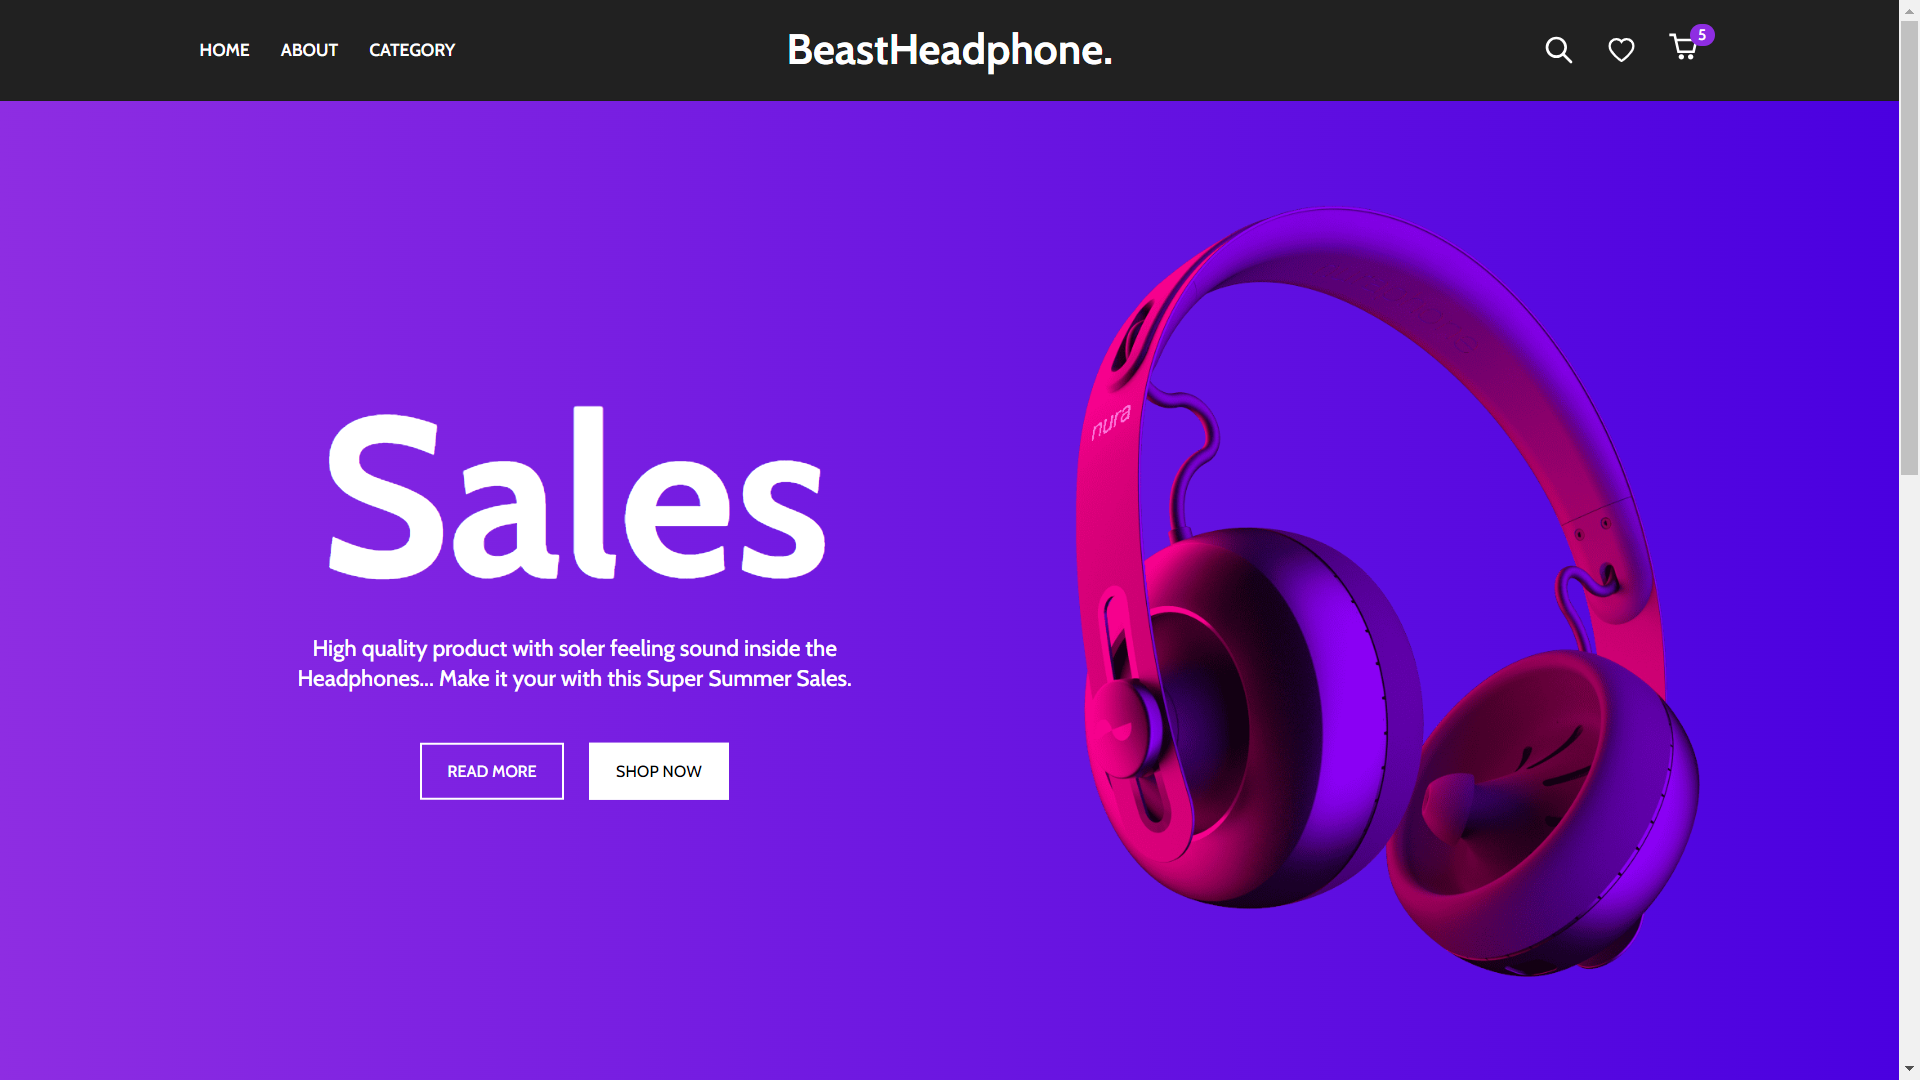 HOME ABOUT CATEGORY BeastHeadphone. 5
Sales
nura
High quality product with soler feeling sound inside the
Headphones... Make it your with this Super Summer Sales.
READ MORE SHOP NOW